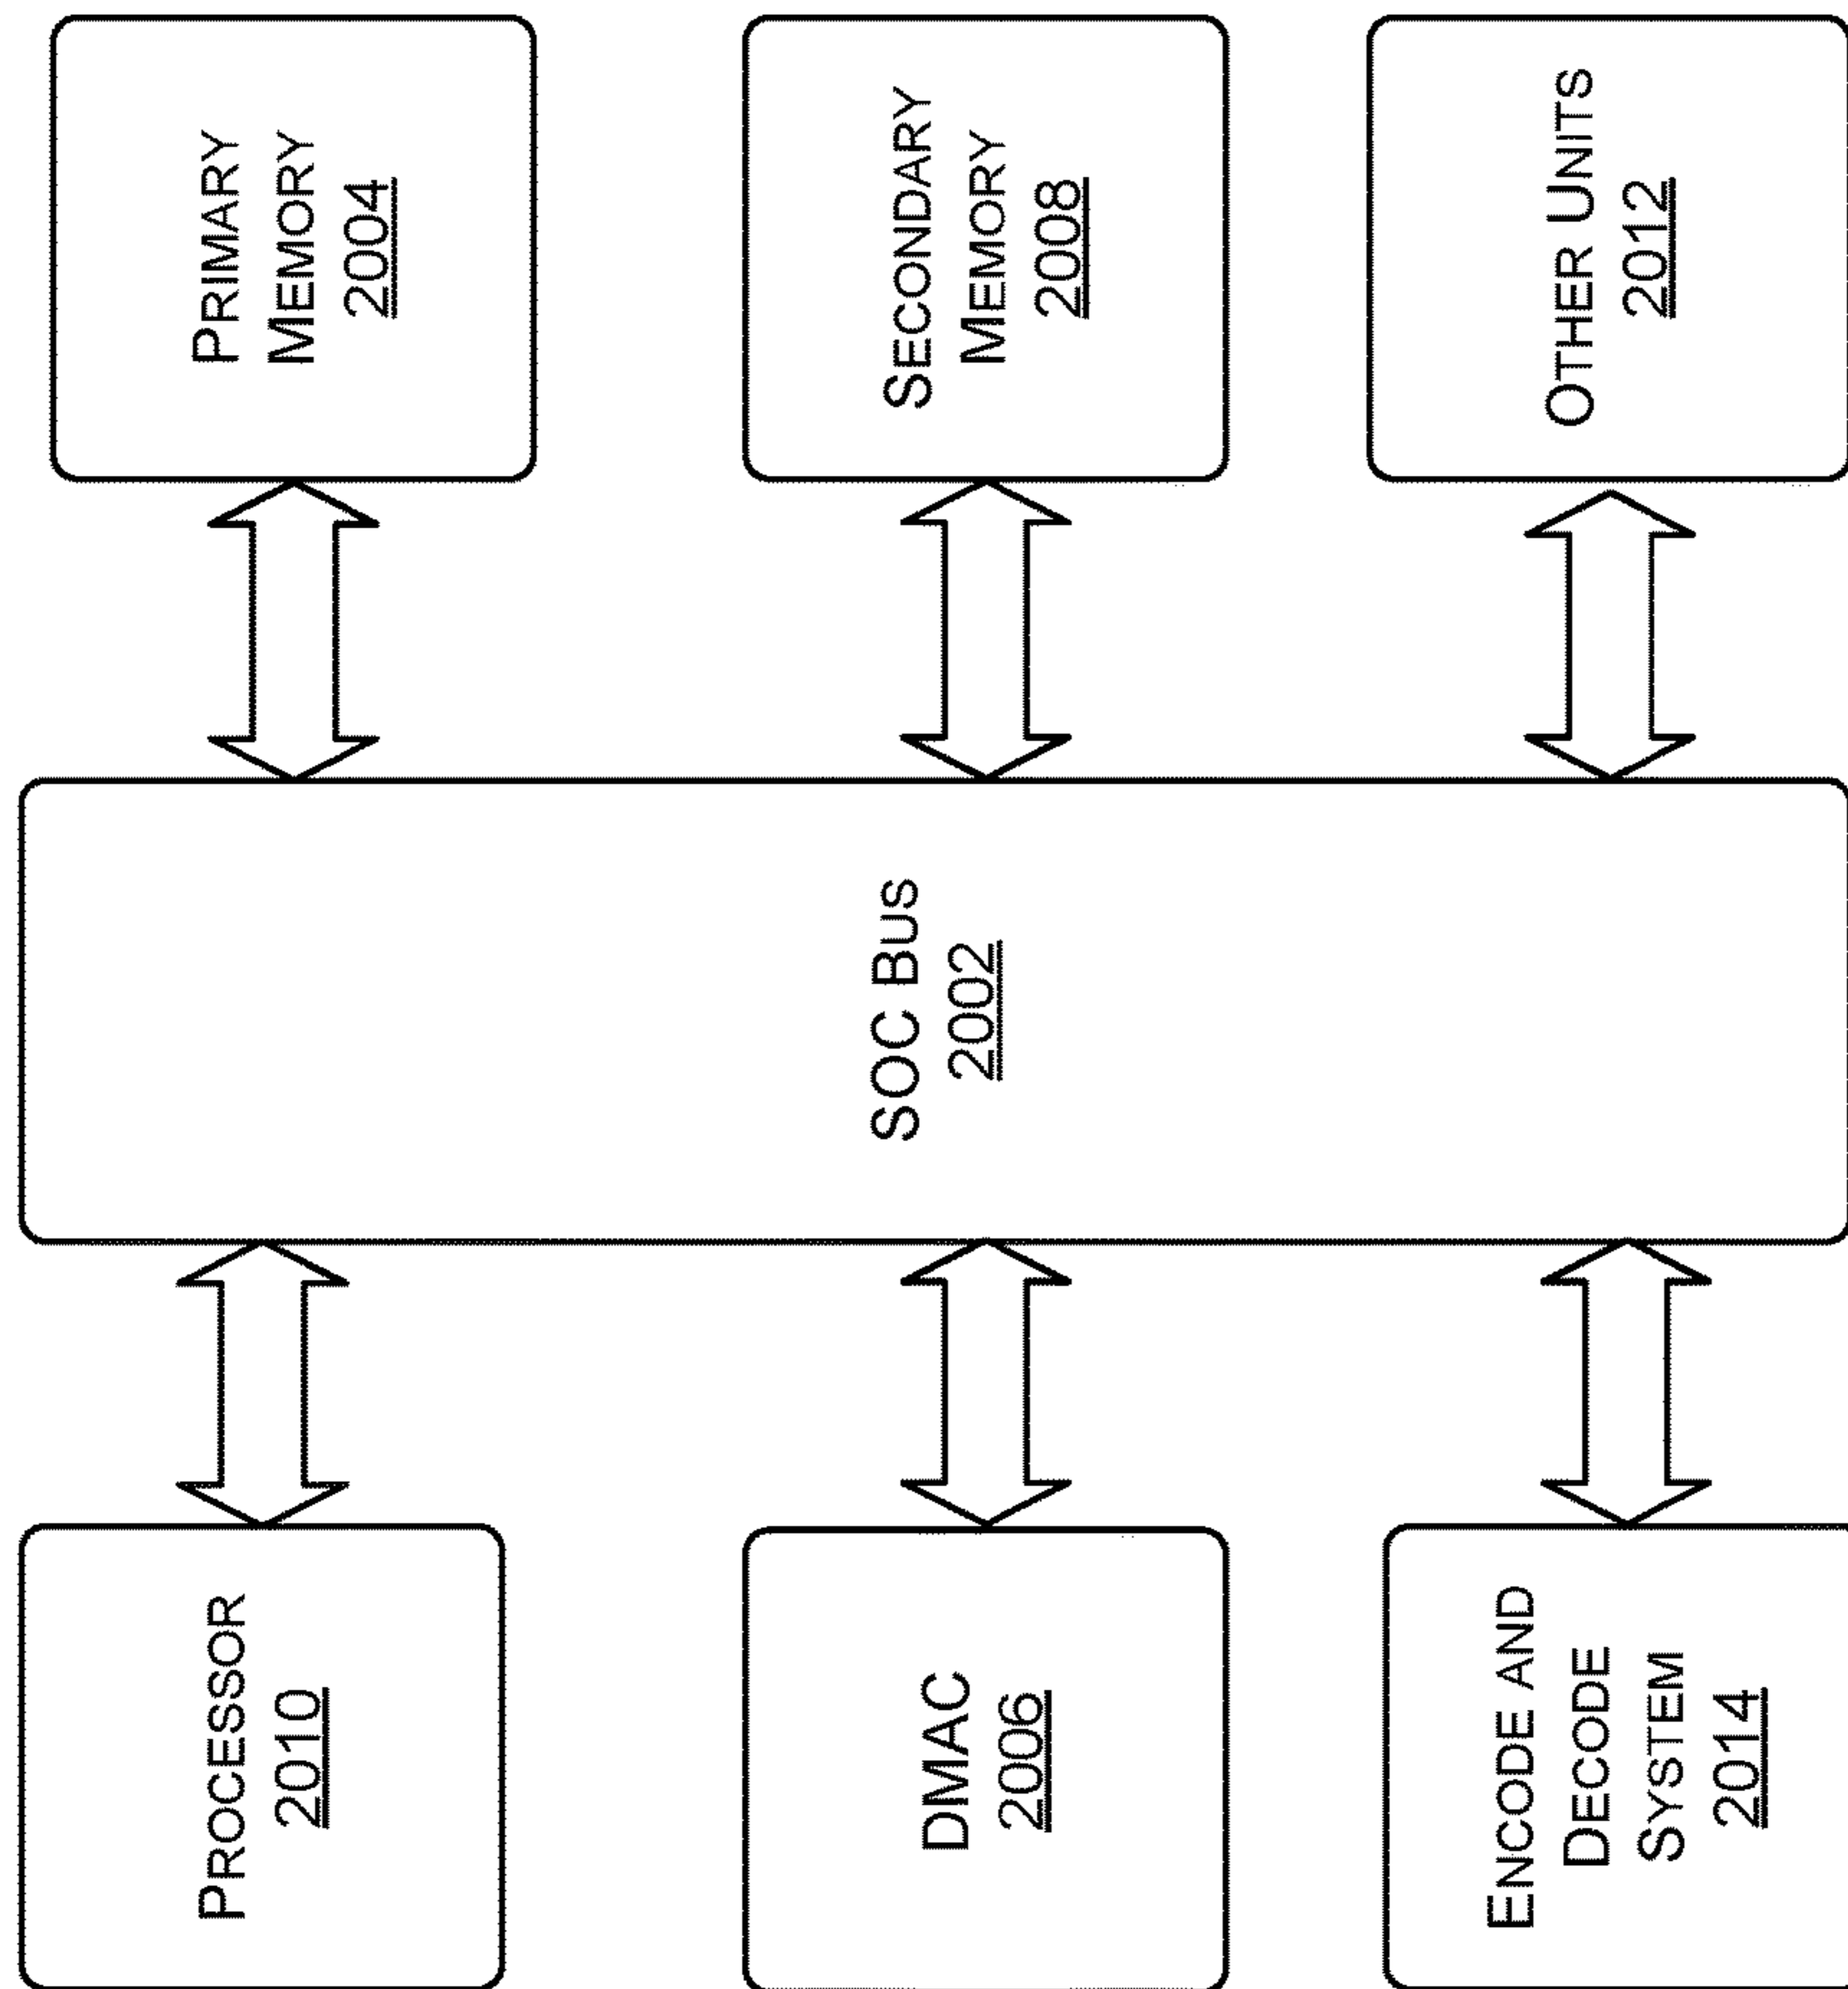 PROCESSOR
2010
SOC BUS
2002
PRIMARY
MEMORY
2004
DMAC
2006
SECONDARY
MEMORY
2008
ENCODE AND
DECODE
SYSTEM
2014
OTHER UNITS
2012